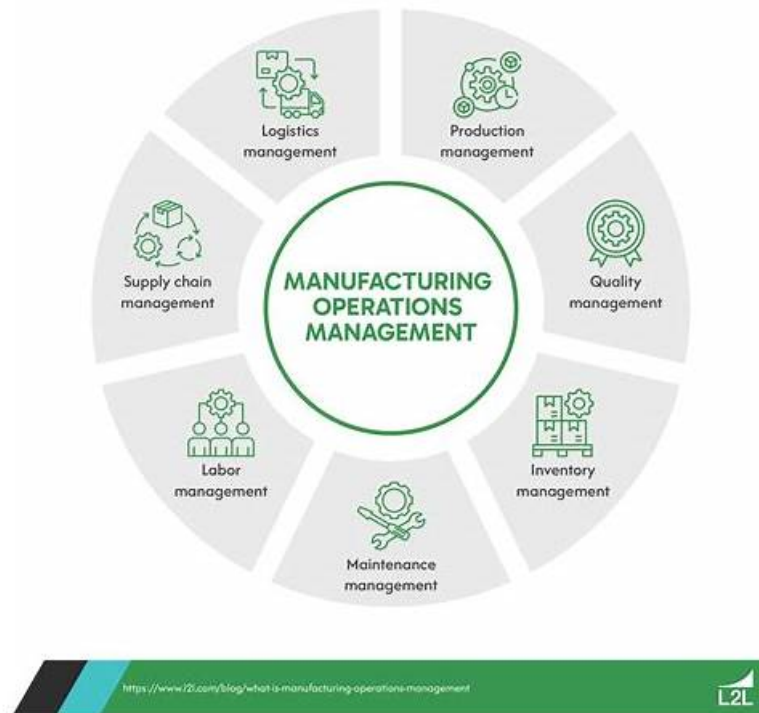 Logistics
management
Production
management
Supply chain
management
MANUFACTURING
OPERATIONS
MANAGEMENT
Quality
management
Labor
management
Inventory
management
Maintenance
management
https://www.l2l.com/blog/what-is-manufacturing-operations-management
L2L